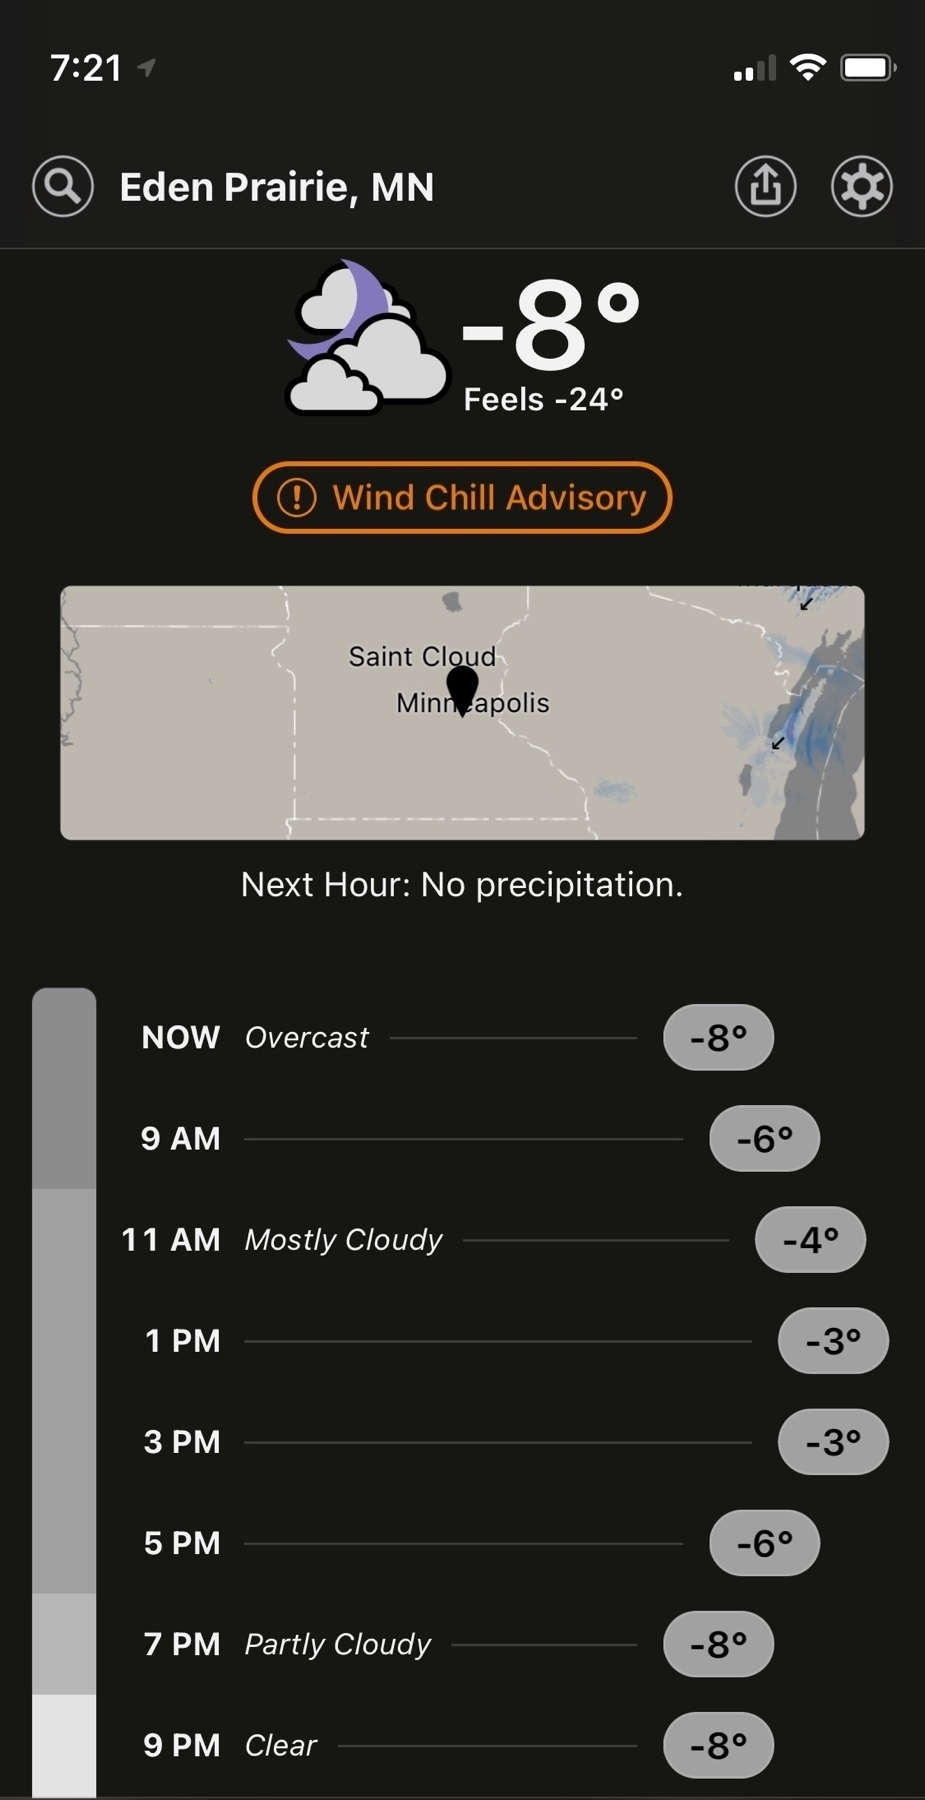 7:21
Eden Prairie, MN
-8°
Feels -24°
Wind Chill Advisory
Saint Cloud
Minneapolis
Next Hour: No precipitation.
NOW Overcast -8°
9 AM -6°
11 AM Mostly Cloudy -4°
1 PM -3°
3 PM -3°
5 PM -6°
7 PM Partly Cloudy -8°
9 PM Clear -8°